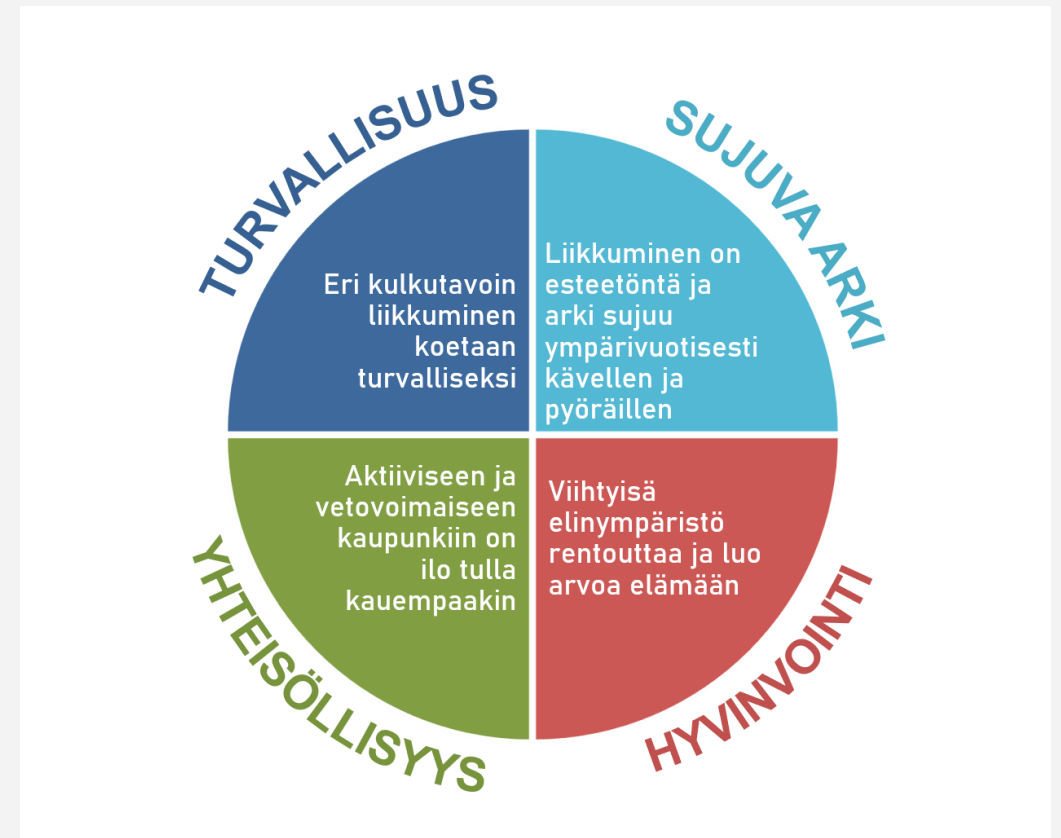 TURVALLISUUS
Eri kulkutavoin
liikkuminen
koetaan
turvalliseksi
SUJUVA ARKI
Liikkuminen on
esteetöntä ja
arki sujuu
ympärivuotisesti
kävellen ja
pyöräillen
Aktiiviseen ja
vetovoimaiseen
kaupunkiin on
ilo tulla
kauempaakin
YHTEISÖLLISYYS
Viihtyisä
elinympäristö
rentouttaa ja luo
arvoa elämään
HYVINVOINTI